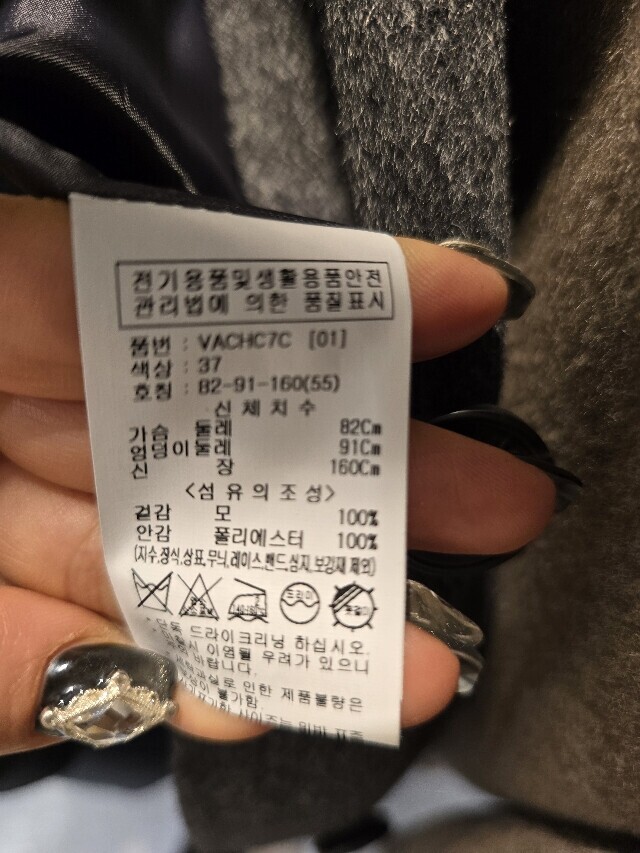 전기용품및생활용품안전
관리법에 의한 품질표시
품번 : VACHC7C [01]
색상 : 37
호칭 : 82-91-160(55)
신 체 치 수
가슴 둘레 82Cm
엉덩이둘레 91Cm
신 장 160Cm
<섬 유 의 조 성>
겉감 모 100%
안감 폴리에스터 100%
(지수,장식,상표,무늬,레이스,밴드,심지,보강재 제외)
드라이
* 단독 드라이크리닝 하십시오.
이염될 우려가 있으니
바랍니다.
인한 제품불량은
불가함.